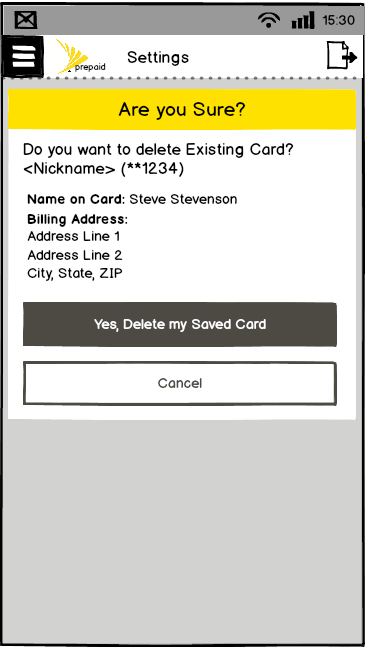 15:30
prepaid
Settings
Are you Sure?
Do you want to delete Existing Card?
<Nickname> (**1234)
Name on Card: Steve Stevenson
Billing Address:
Address Line 1
Address Line 2
City, State, ZIP
Yes, Delete my Saved Card
Cancel